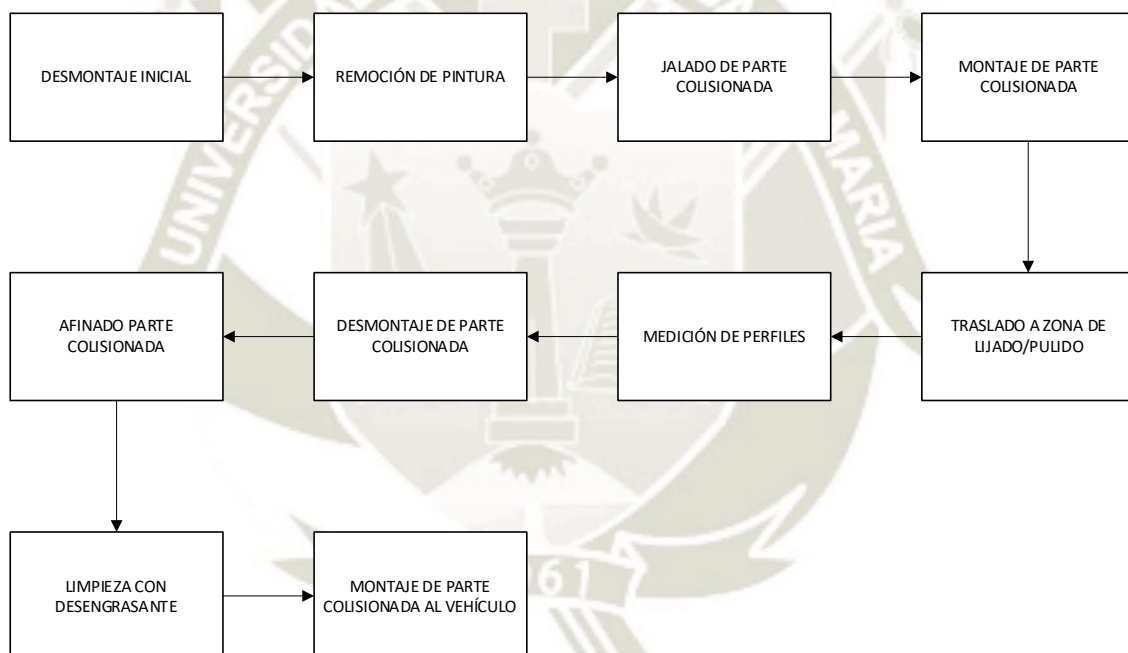 DESMONTAJE INICIAL
REMOCIÓN DE PINTURA
JALADO DE PARTE
COLISIONADA
MONTAJE DE PARTE
COLISIONADA
TRASLADO A ZONA DE
LIJADO/PULIDO
MEDICIÓN DE PERFILES
DESMONTAJE DE PARTE
COLISIONADA
AFINADO PARTE
COLISIONADA
LIMPIEZA CON
DESENGRASANTE
MONTAJE DE PARTE
COLISIONADA AL VEHÍCULO
MARIA